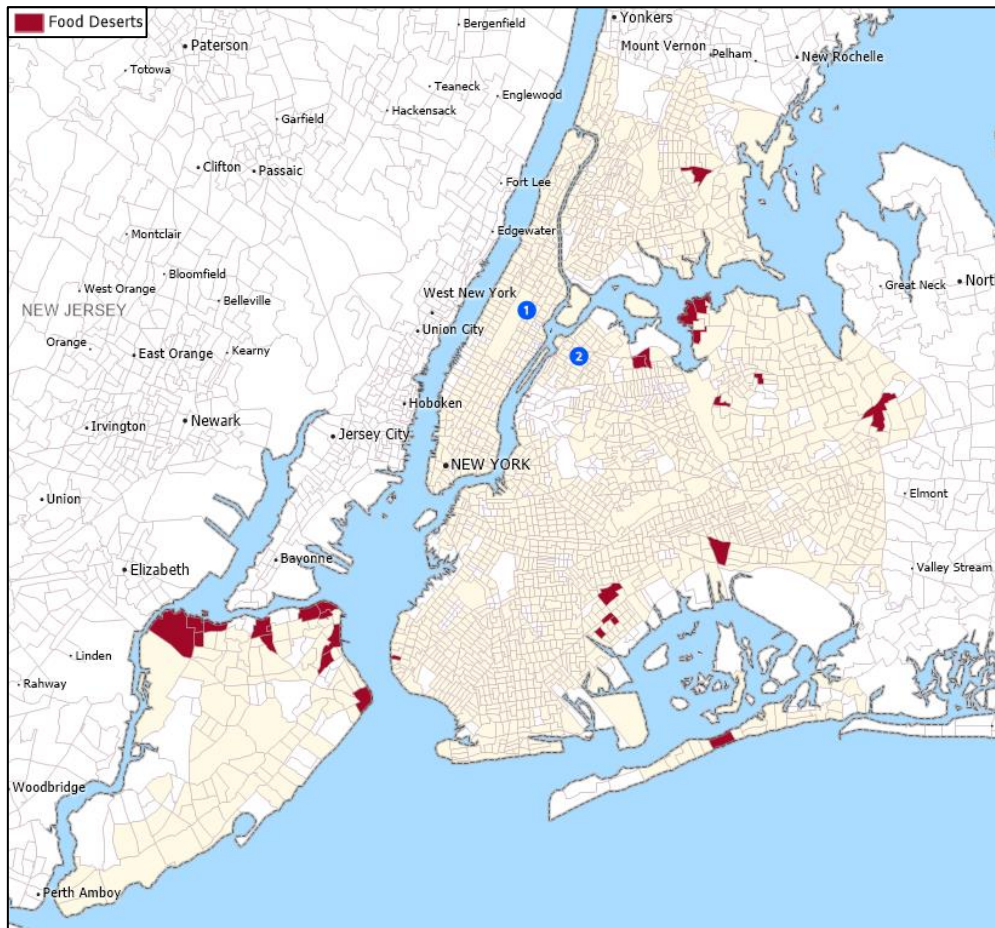 Food Deserts
Bergenfield
Yonkers
Paterson
Mount Vernon
Pelham
New Rochelle
Totowa
Teaneck
Englewood
Hackensack
Garfield
Clifton
Passaic
Fort Lee
Montclair
Edgewater
Bloomfield
West Orange
Belleville
Great Neck
Nort
West New York
NEW JERSEY
1
Union City
Orange
East Orange
Kearny
2
Hoboken
Newark
Irvington
Jersey City
NEW YORK
Union
Elmont
Bayonne
Elizabeth
Valley Stream
Linden
Rahway
Woodbridge
Perth Amboy